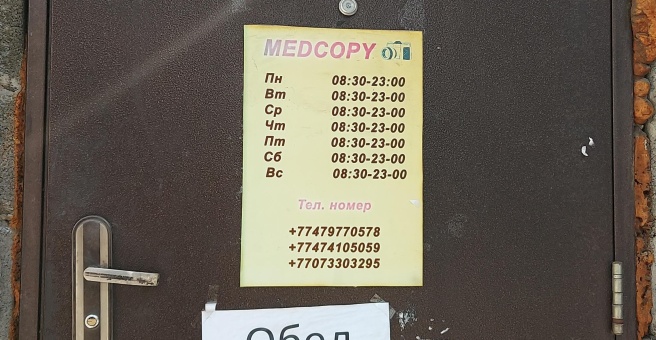 MEDCOPY
Пн 08:30-23:00
Вт 08:30-23-00
Ср 08:30-23-00
Чт 08:30-23-00
Пт 08:30-23-00
Сб 08:30-23-00
Вс 08:30-23-00
Тел. номер
+77479770578
+77474105059
+77073303295
Обед